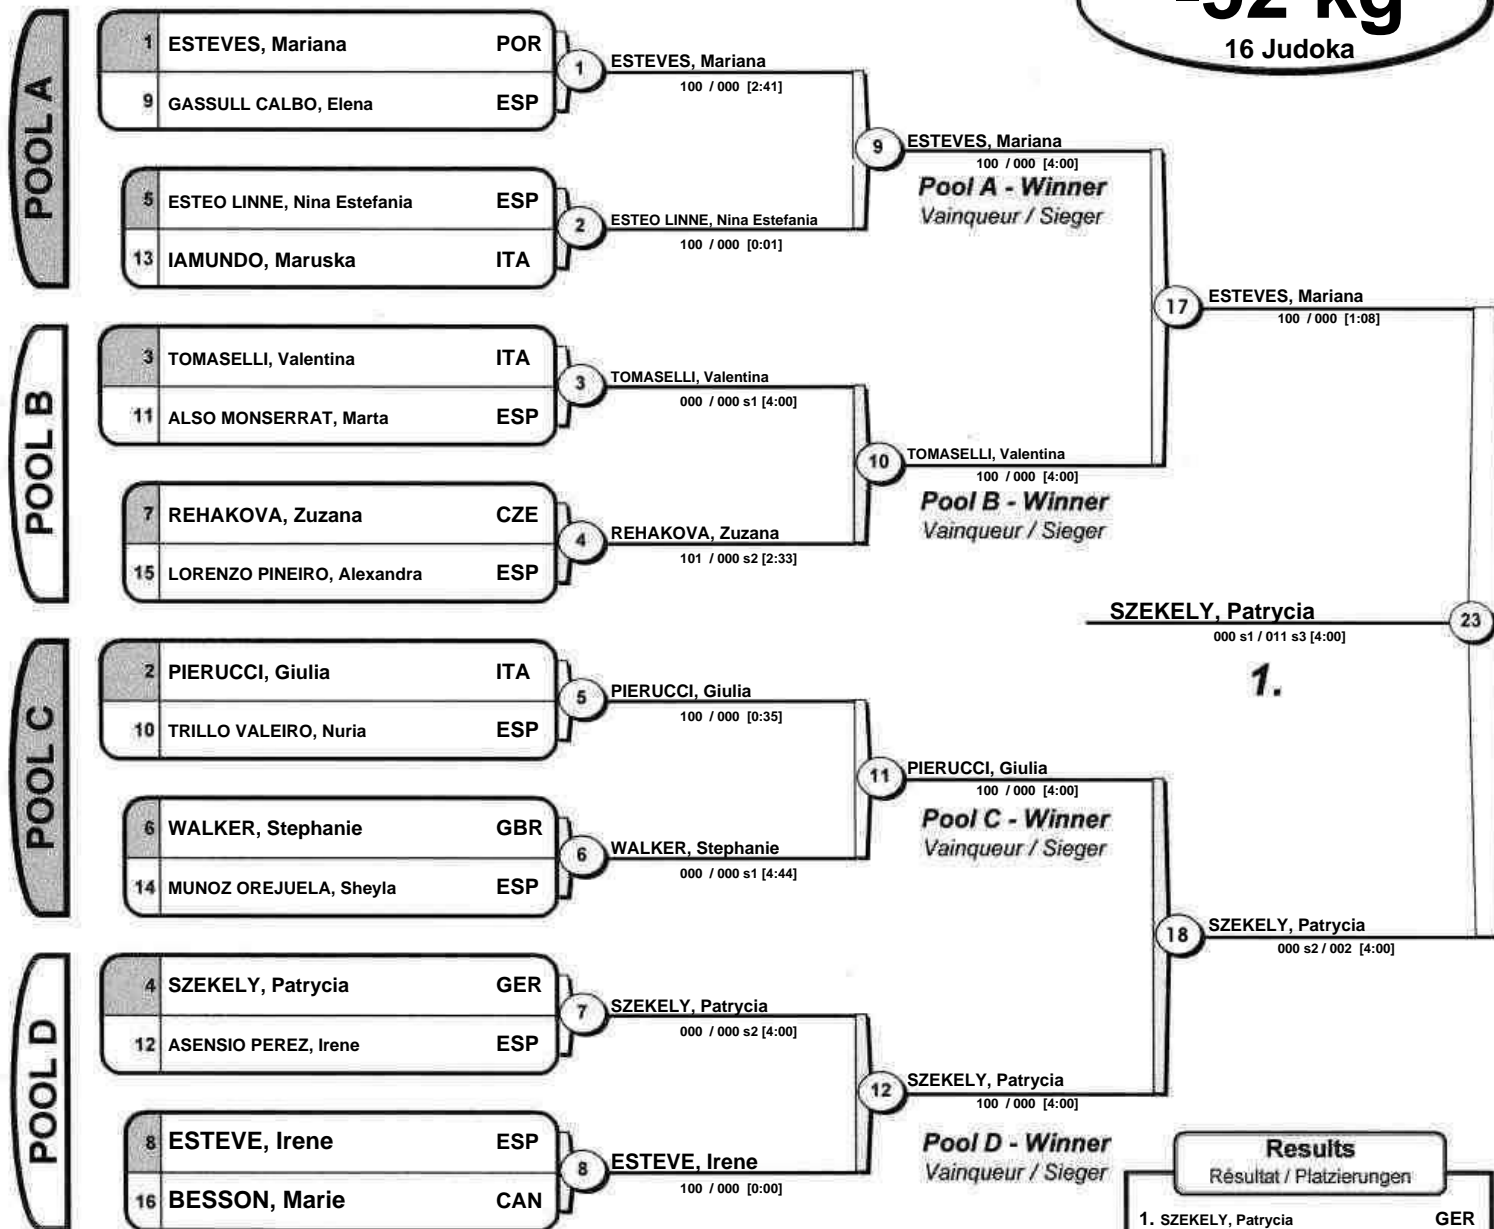 -52 kg
16 Judoka
POOL A
1 ESTEVES, Mariana POR
9 GASSULL CALBO, Elena ESP
1
ESTEVES, Mariana
100 / 000 [2:41]
5 ESTEO LINNE, Nina Estefania ESP
13 IAMUNDO, Maruska ITA
2
ESTEO LINNE, Nina Estefania
100 / 000 [0:01]
9
ESTEVES, Mariana
100 / 000 [4:00]
Pool A - Winner
Vainqueur / Sieger
POOL B
3 TOMASELLI, Valentina ITA
11 ALSO MONSERRAT, Marta ESP
3
TOMASELLI, Valentina
000 / 000 s1 [4:00]
7 REHAKOVA, Zuzana CZE
15 LORENZO PINEIRO, Alexandra ESP
4
REHAKOVA, Zuzana
101 / 000 s2 [2:33]
10
TOMASELLI, Valentina
100 / 000 [4:00]
Pool B - Winner
Vainqueur / Sieger
17
ESTEVES, Mariana
100 / 000 [1:08]
POOL C
2 PIERUCCI, Giulia ITA
10 TRILLO VALEIRO, Nuria ESP
5
PIERUCCI, Giulia
100 / 000 [0:35]
6 WALKER, Stephanie GBR
14 MUNOZ OREJUELA, Sheyla ESP
6
WALKER, Stephanie
000 / 000 s1 [4:44]
11
PIERUCCI, Giulia
100 / 000 [4:00]
Pool C - Winner
Vainqueur / Sieger
POOL D
4 SZEKELY, Patrycia GER
12 ASENSIO PEREZ, Irene ESP
7
SZEKELY, Patrycia
000 / 000 s2 [4:00]
8 ESTEVE, Irene ESP
16 BESSON, Marie CAN
8
ESTEVE, Irene
100 / 000 [0:00]
12
SZEKELY, Patrycia
100 / 000 [4:00]
Pool D - Winner
Vainqueur / Sieger
18
SZEKELY, Patrycia
000 s2 / 002 [4:00]
SZEKELY, Patrycia
23
000 s1 / 011 s3 [4:00]
1.
Results
Résultat / Platzierungen
1. SZEKELY, Patrycia GER